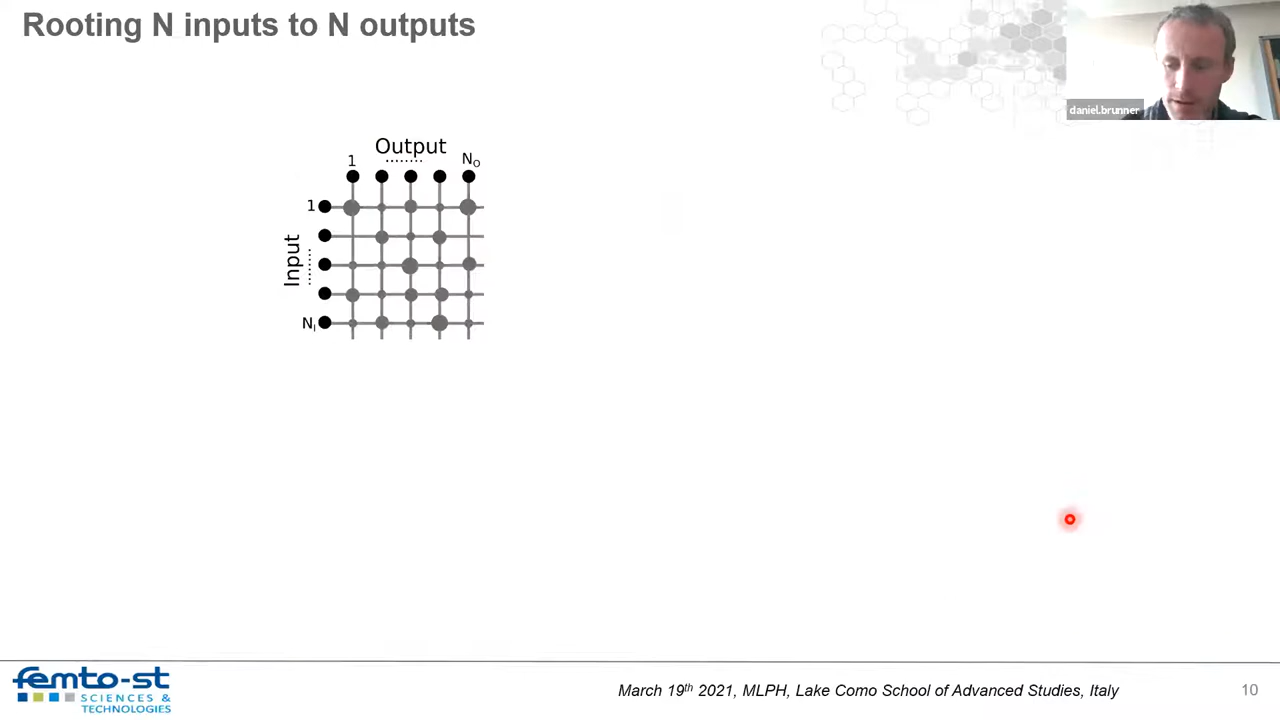 Rooting N inputs to N outputs
daniel.brunner
Output
1 ........ No
1
Input
........
NI
femto-st
SCIENCES &
TECHNOLOGIES
March 19th 2021, MLPH, Lake Como School of Advanced Studies, Italy
10